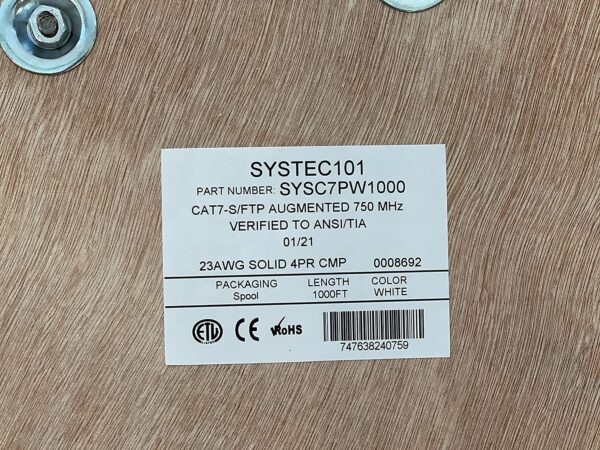 SYSTEC101
PART NUMBER: SYSC7PW1000
CAT7-S/FTP AUGMENTED 750 MHz
VERIFIED TO ANSI/TIA
01/21
23AWG SOLID 4PR CMP 0008692
PACKAGING LENGTH COLOR
Spool 1000FT WHITE
ETL CE RoHS
747638240759